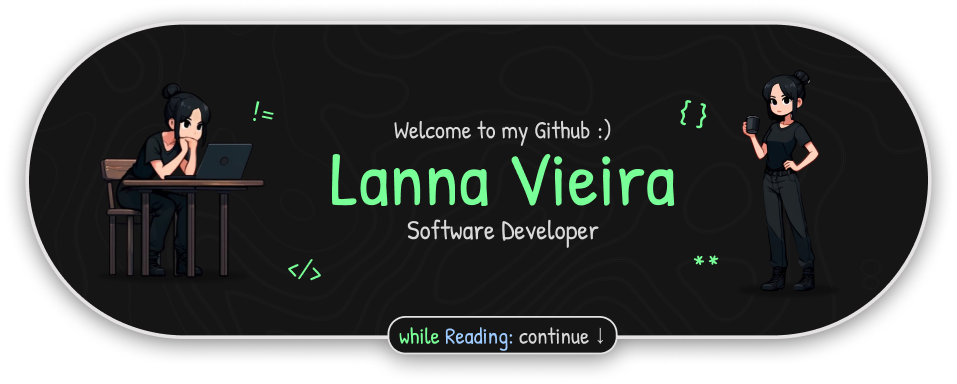 !=
{ }
Welcome to my Github :)
Lanna Vieira
Software Developer
</>
**
while Reading: continue ↓